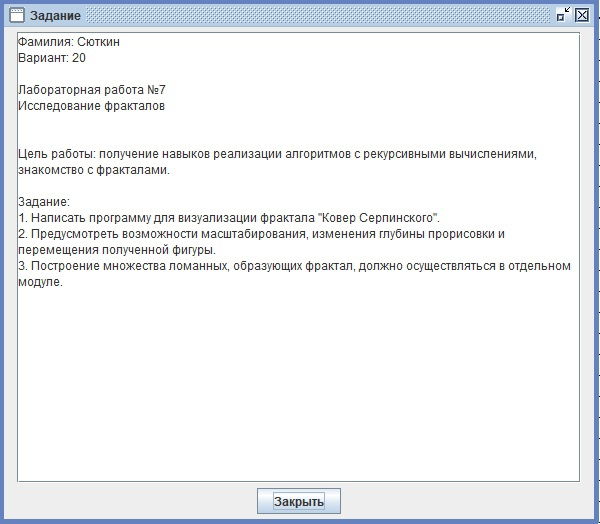 Задание
Фамилия: Сюткин
Вариант: 20
Лабораторная работа №7
Исследование фракталов
Цель работы: получение навыков реализации алгоритмов с рекурсивными вычислениями,
знакомство с фракталами.
Задание:
1. Написать программу для визуализации фрактала "Ковер Серпинского".
2. Предусмотреть возможности масштабирования, изменения глубины прорисовки и
перемещения полученной фигуры.
3. Построение множества ломанных, образующих фрактал, должно осуществляться в отдельном
модуле.
Закрыть